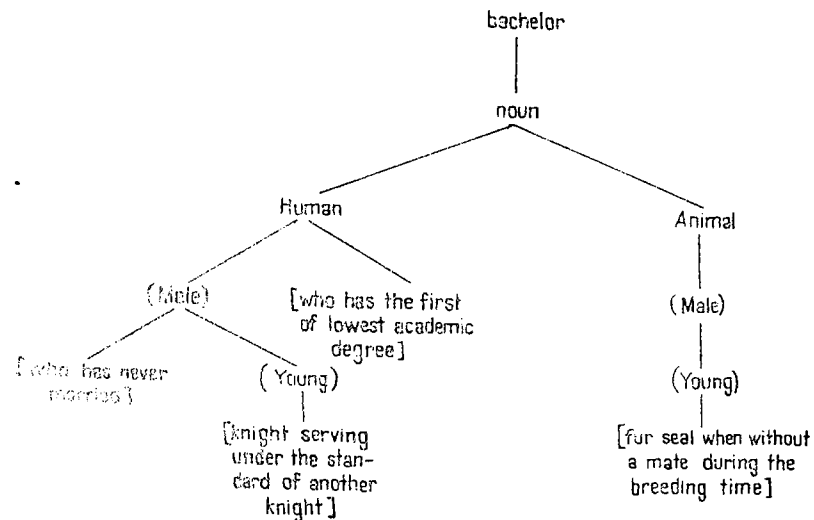 bachelor
noun
Human
Animal
(Male)
[who has the first
of lowest academic
degree]
(Male)
[who has never
married]
(Young)
(Young)
[knight serving
under the stan-
dard of another
knight]
[fur seal when without
a mate during the
breeding time]